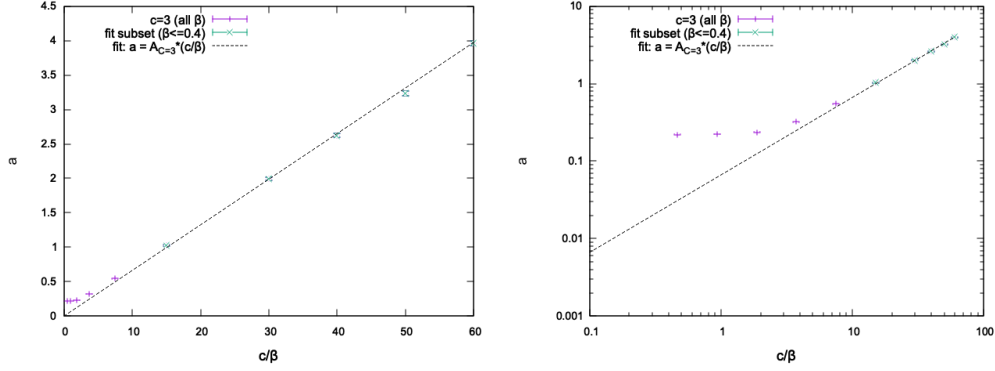 4.5
4
3.5
3
2.5
2
1.5
1
0.5
0
a
c=3 (all β)
fit subset (β<=0.4)
fit: a = A_C=3*(c/β)
0 10 20 30 40 50 60
c/β
10
1
0.1
0.01
0.001
a
c=3 (all β)
fit subset (β<=0.4)
fit: a = A_C=3*(c/β)
0.1 1 10 100
c/β